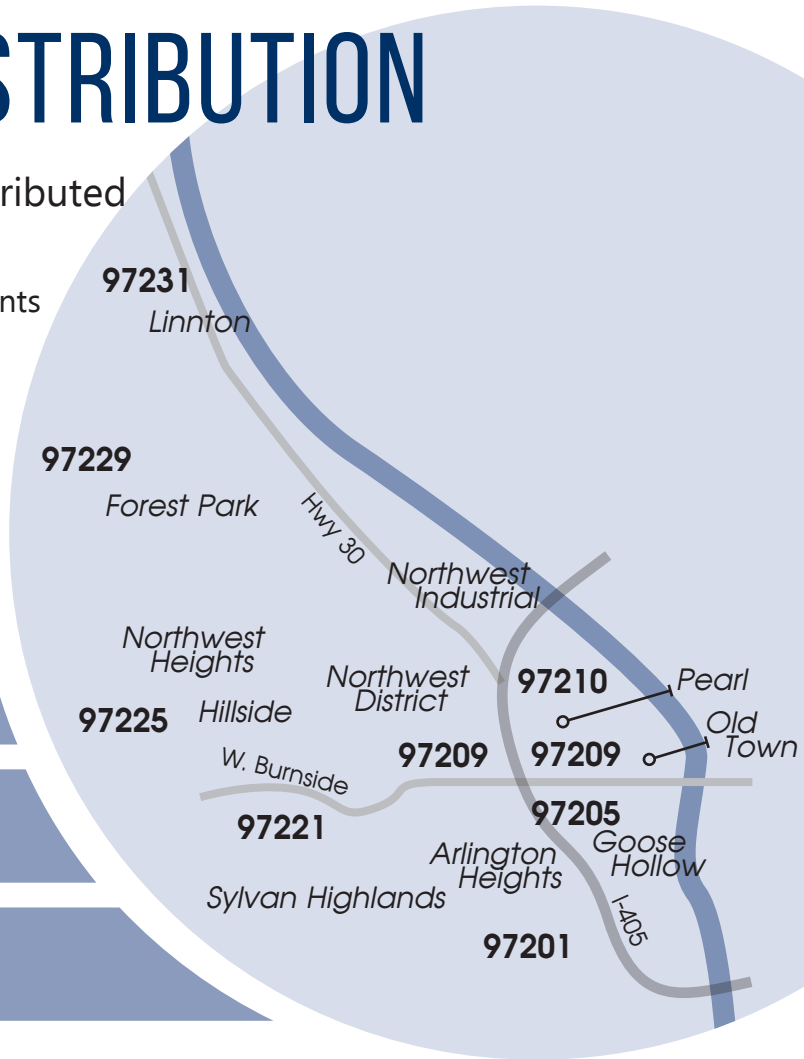 STRIBUTION
ributed
nts
97231
Linnton
97229
Forest Park
Hwy 30
Northwest
Industrial
Northwest
Heights
Northwest
District
97210
Pearl
97225
Hillside
Old
Town
97209
97209
W. Burnside
97205
97221
Goose
Hollow
Arlington
Heights
Sylvan Highlands
I-405
97201